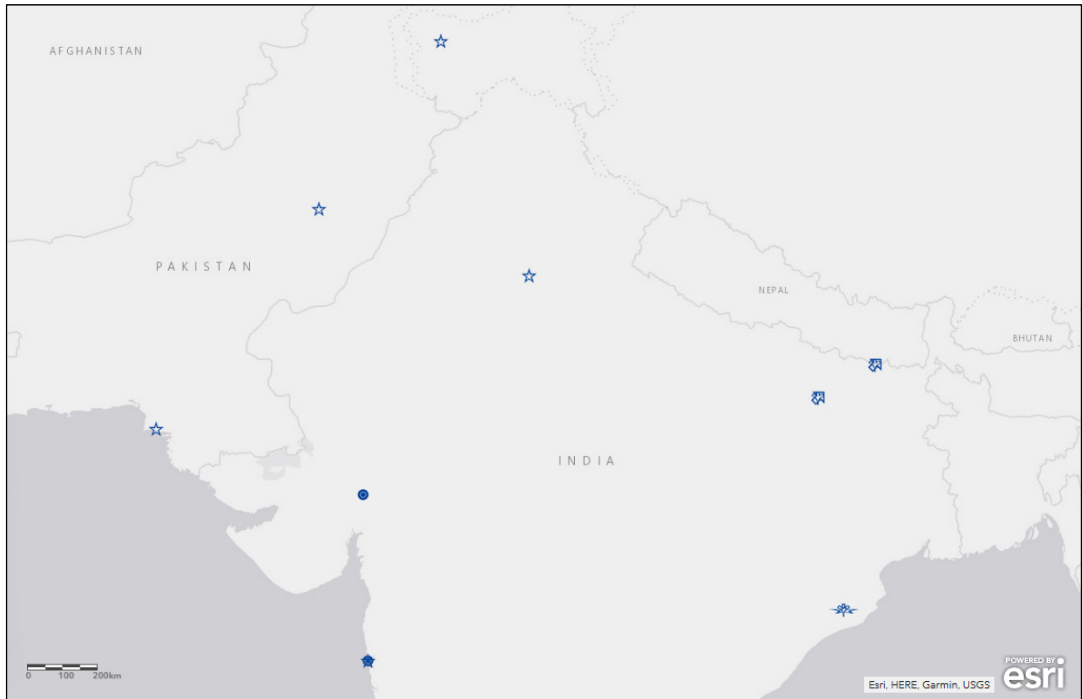 AFGHANISTAN
PAKISTAN
NEPAL
BHUTAN
INDIA
0 100 200km
Esri, HERE, Garmin, USGS
POWERED BY
esri